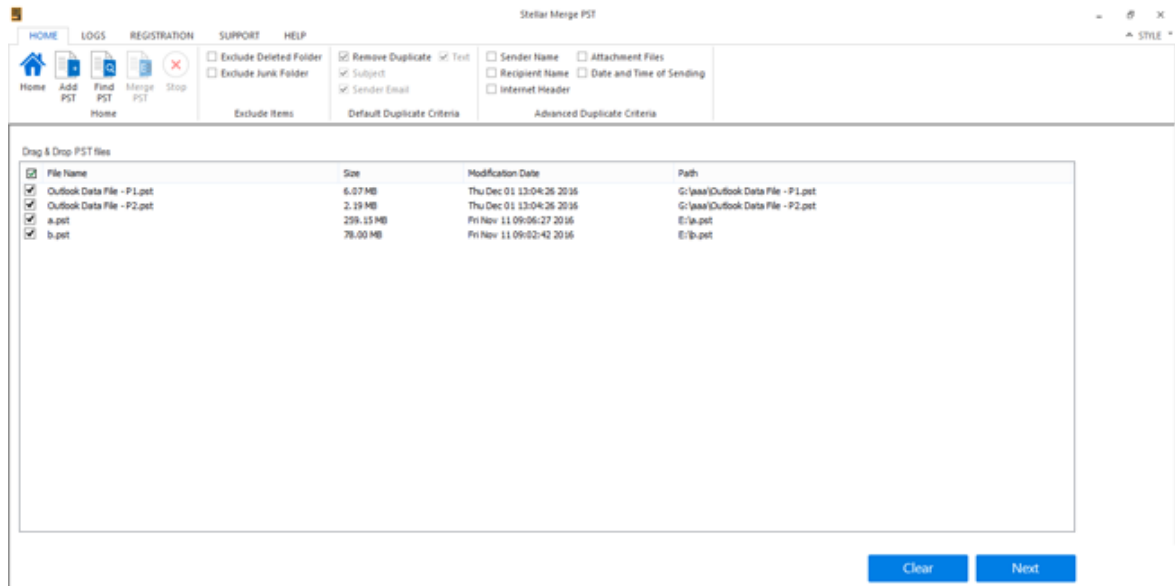 Stellar Merge PST
HOME LOGS REGISTRATION SUPPORT HELP STYLE
Home
Add PST
Find PST
Merge PST
Stop
Home
Exclude Deleted Folder
Exclude Junk Folder
Exclude Items
Remove Duplicate Text
Subject
Sender Email
Default Duplicate Criteria
Sender Name Attachment Files
Recipient Name Date and Time of Sending
Internet Header
Advanced Duplicate Criteria
Drag & Drop PST files
File Name Size Modification Date Path
Outlook Data File - P1.pst 6.07 MB Thu Dec 01 13:04:26 2016 G:\aaa\Outlook Data File - P1.pst
Outlook Data File - P2.pst 2.19 MB Thu Dec 01 13:04:26 2016 G:\aaa\Outlook Data File - P2.pst
a.pst 259.15 MB Fri Nov 11 09:06:27 2016 E:\a.pst
b.pst 78.00 MB Fri Nov 11 09:02:42 2016 E:\b.pst
Clear Next